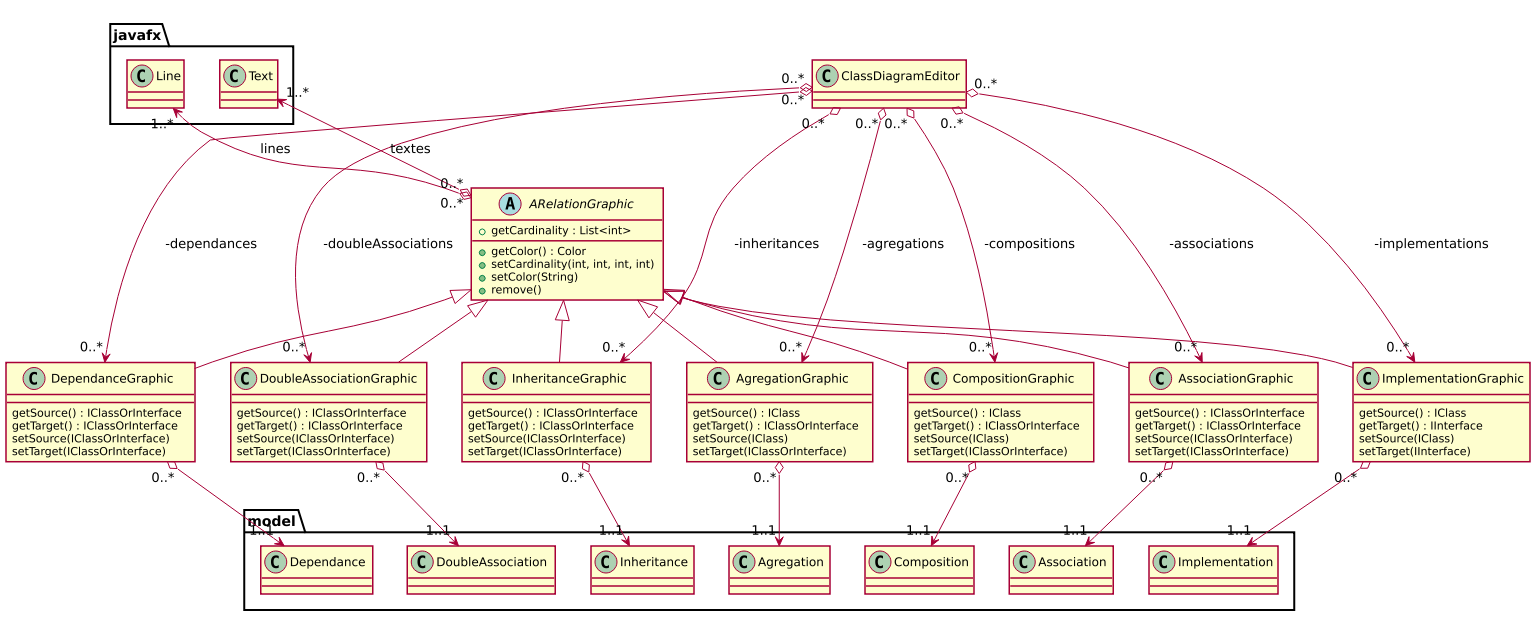 javafx
C Line
C Text
C ClassDiagramEditor
0..*
0..*
0..*
1..*
1..*
0..*
0..*
0..*
0..*
lines
textes
0..*
0..*
A ARelationGraphic
getCardinality : List<int>
getColor() : Color
setCardinality(int, int, int, int)
setColor(String)
remove()
-dependances
-doubleAssociations
-inheritances
-agregations
-compositions
-associations
-implementations
0..*
0..*
0..*
0..*
0..*
0..*
0..*
C DependanceGraphic
getSource() : IClassOrInterface
getTarget() : IClassOrInterface
setSource(IClassOrInterface)
setTarget(IClassOrInterface)
C DoubleAssociationGraphic
getSource() : IClassOrInterface
getTarget() : IClassOrInterface
setSource(IClassOrInterface)
setTarget(IClassOrInterface)
C InheritanceGraphic
getSource() : IClassOrInterface
getTarget() : IClassOrInterface
setSource(IClassOrInterface)
setTarget(IClassOrInterface)
C AgregationGraphic
getSource() : IClass
getTarget() : IClassOrInterface
setSource(IClass)
setTarget(IClassOrInterface)
C CompositionGraphic
getSource() : IClass
getTarget() : IClassOrInterface
setSource(IClass)
setTarget(IClassOrInterface)
C AssociationGraphic
getSource() : IClassOrInterface
getTarget() : IClassOrInterface
setSource(IClassOrInterface)
setTarget(IClassOrInterface)
C ImplementationGraphic
getSource() : IClass
getTarget() : IInterface
setSource(IClass)
setTarget(IInterface)
0..*
0..*
0..*
0..*
0..*
0..*
0..*
model
1..1
1..1
1..1
1..1
1..1
1..1
1..1
C Dependance
C DoubleAssociation
C Inheritance
C Agregation
C Composition
C Association
C Implementation